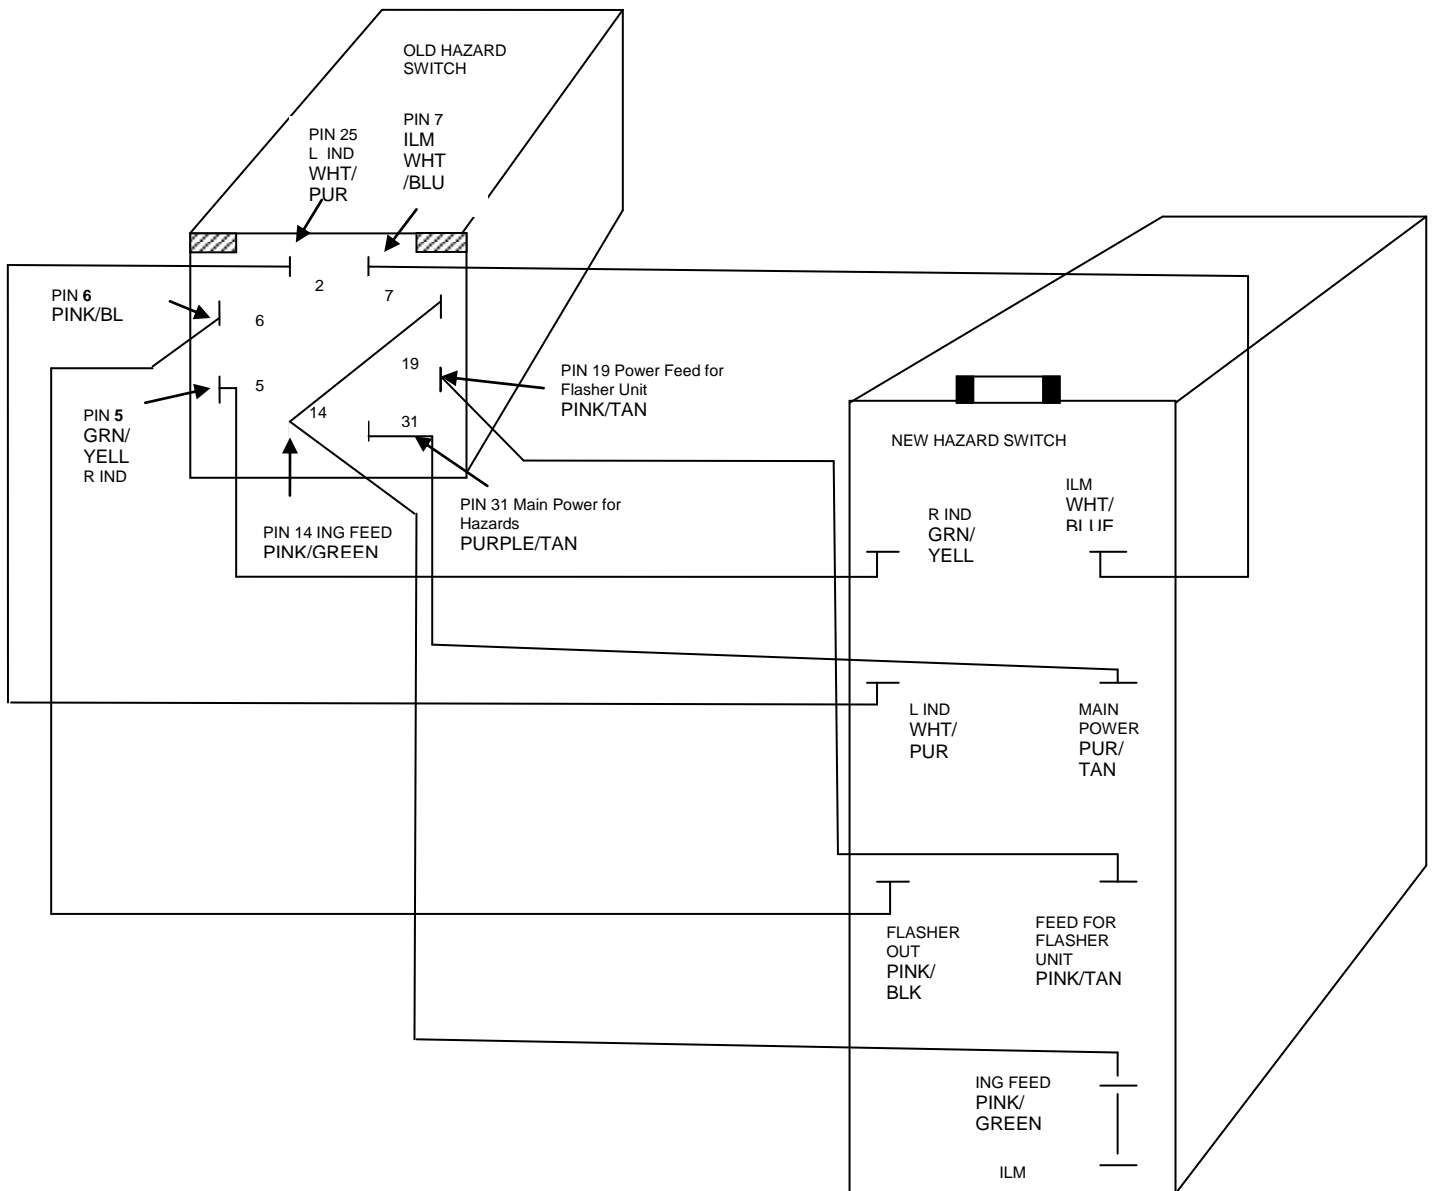 OLD HAZARD
SWITCH
PIN 25
L IND
WHT/
PUR
PIN 7
ILM
WHT
/BLU
2
7
PIN 6
PINK/BL
6
19
5
PIN 5
GRN/
YELL
R IND
14
31
PIN 19 Power Feed for
Flasher Unit
PINK/TAN
PIN 14 ING FEED
PINK/GREEN
PIN 31 Main Power for
Hazards
PURPLE/TAN
NEW HAZARD SWITCH
R IND
GRN/
YELL
ILM
WHT/
BLUE
L IND
WHT/
PUR
MAIN
POWER
PUR/
TAN
FLASHER
OUT
PINK/
BLK
FEED FOR
FLASHER
UNIT
PINK/TAN
ING FEED
PINK/
GREEN
ILM